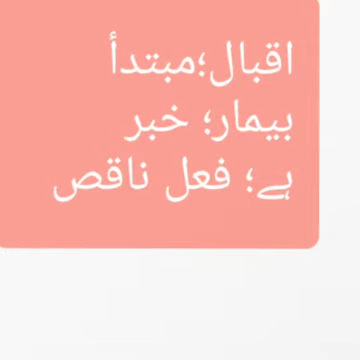 اقبال؛مبتدأ
بیمار؛ خبر
ہے؛ فعل ناقص